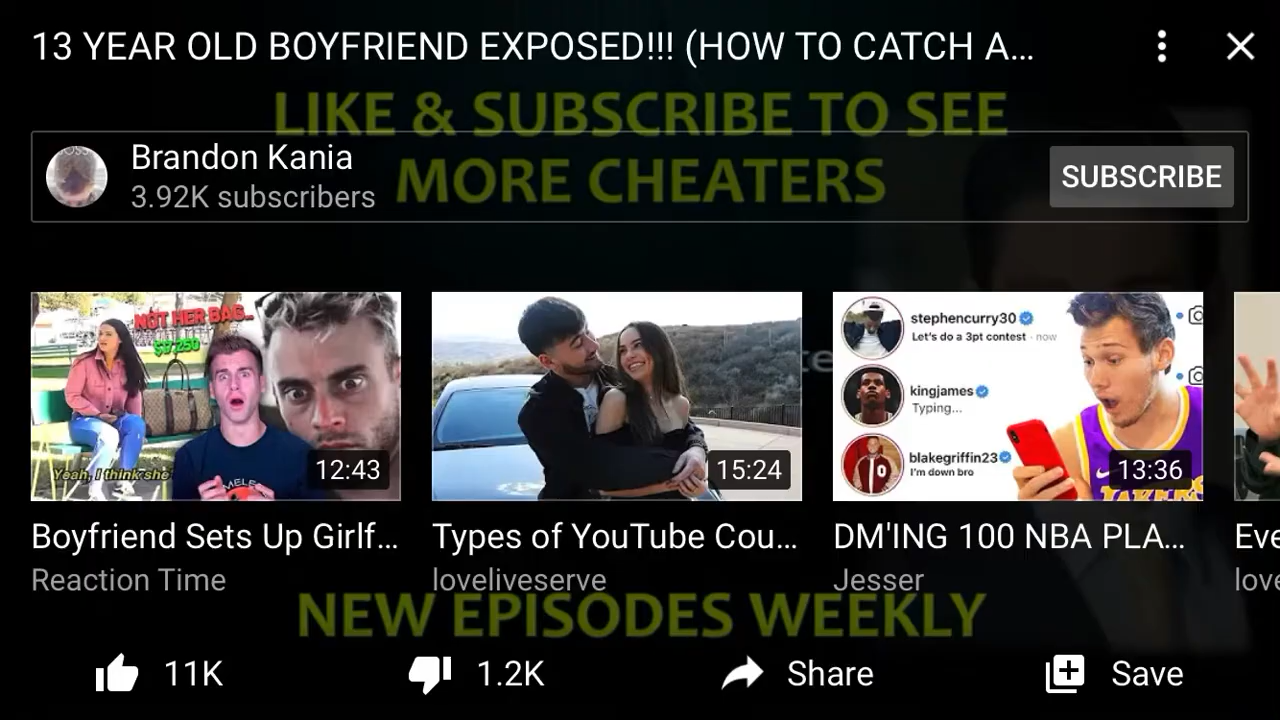 13 YEAR OLD BOYFRIEND EXPOSED!!! (HOW TO CATCH A...
LIKE & SUBSCRIBE TO SEE
MORE CHEATERS
Brandon Kania
3.92K subscribers
SUBSCRIBE
NOT HER BAG..
$3,250
Yeah, I think she
12:43
15:24
stephencurry30
Let's do a 3pt contest · now
kingjames
Typing...
blakegriffin23
I'm down bro
13:36
Boyfriend Sets Up Girlf...
Reaction Time
Types of YouTube Cou...
loveliveserve
DM'ING 100 NBA PLA...
Jesser
Eve
love
NEW EPISODES WEEKLY
11K
1.2K
Share
Save